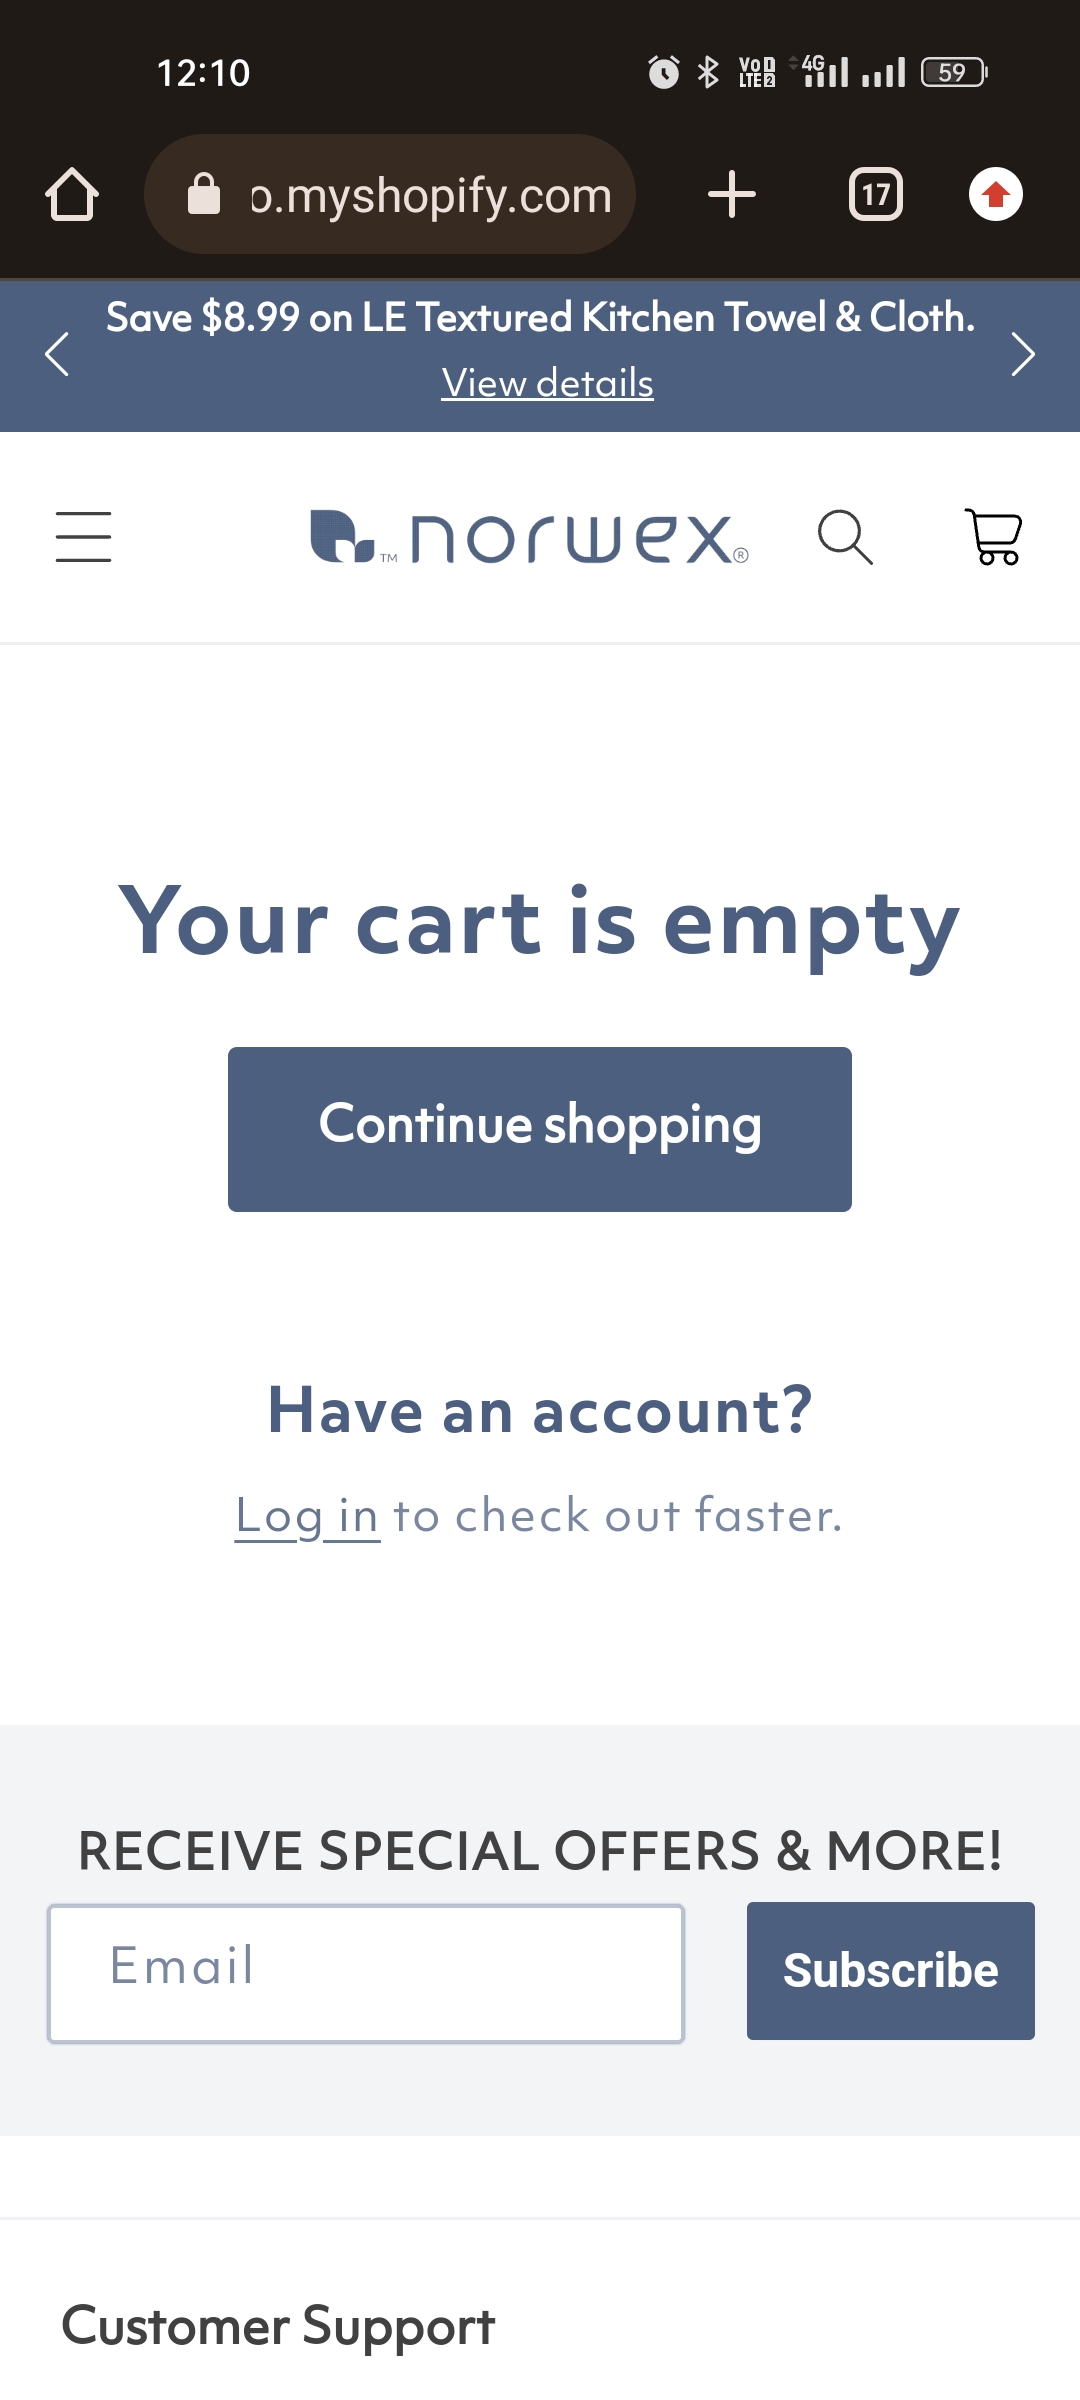 12:10
VoD
LTE 2
4G
59
o.myshopify.com
17
Save $8.99 on LE Textured Kitchen Towel & Cloth.
View details
™ norwex®
Your cart is empty
Continue shopping
Have an account?
Log in to check out faster.
RECEIVE SPECIAL OFFERS & MORE!
Email
Subscribe
Customer Support